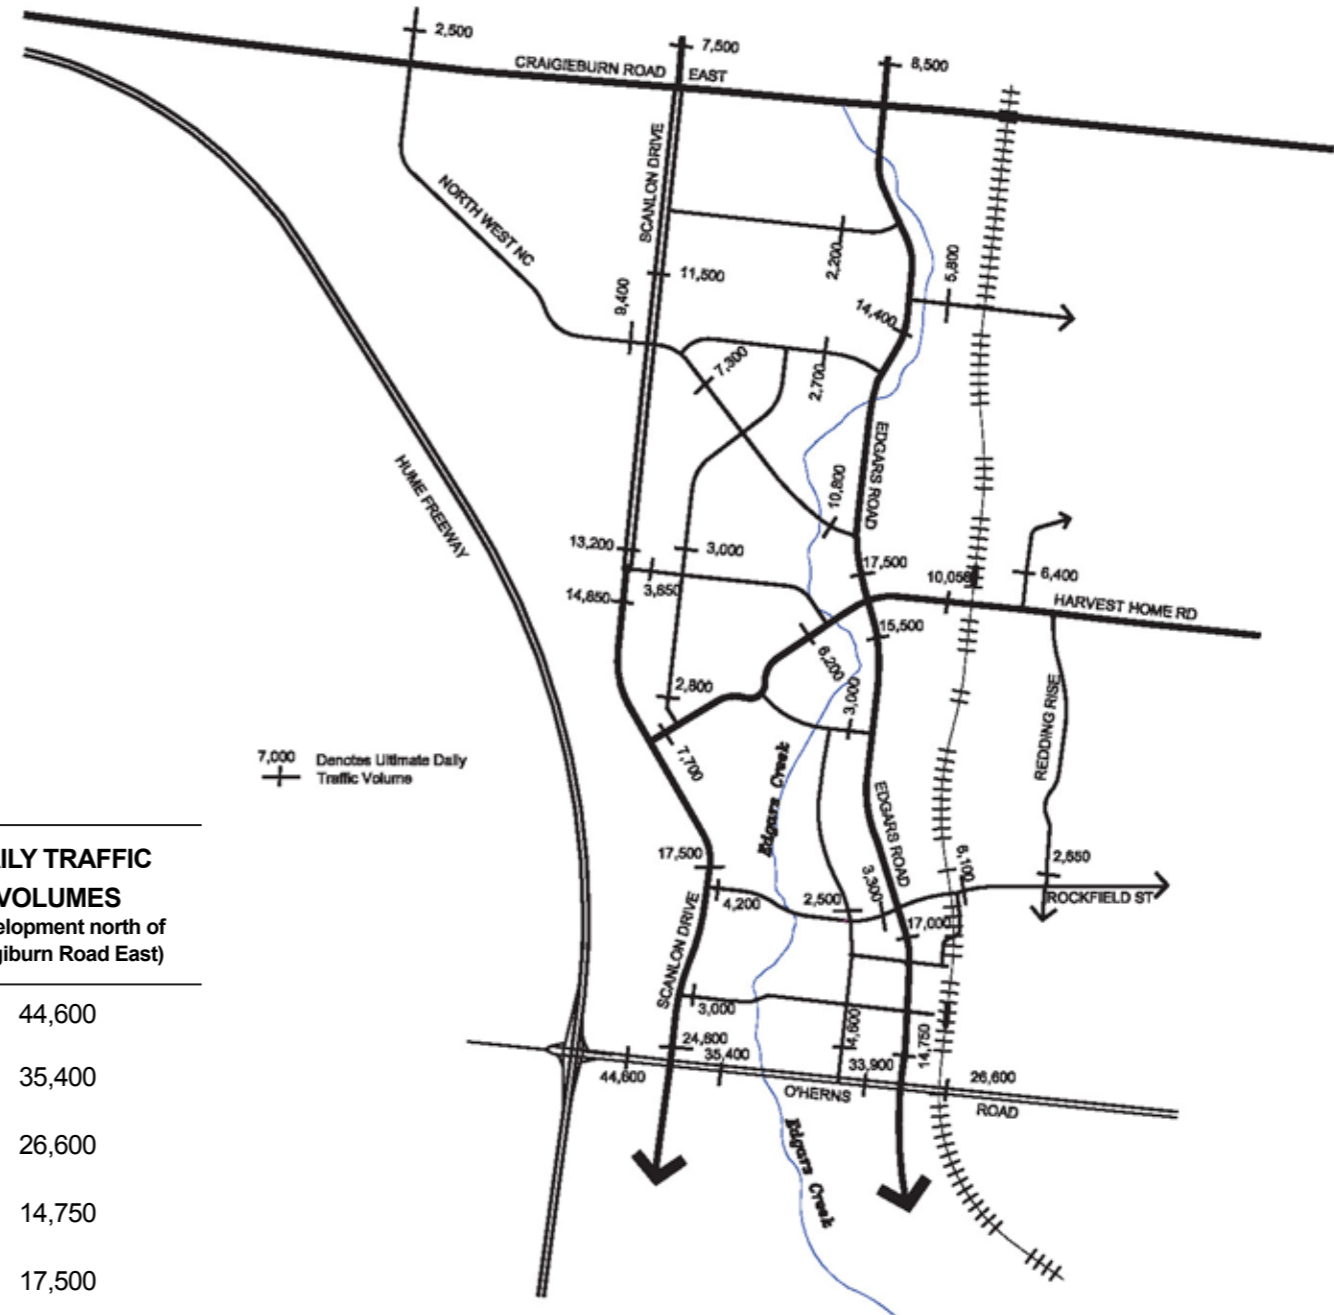 2,500
7,500
CRAIGIEBURN ROAD EAST
8,500
SCANLON DRIVE
NORTH WEST NC
2,200
5,800
11,500
9,400
14,400
7,300
2,700
EDGARS ROAD
HUME FREEWAY
10,800
13,200
3,000
17,500
10,058
6,400
3,650
14,850
HARVEST HOME RD
15,500
6,200
2,800
3,000
REDDING RISE
7,700
7,000 Denotes Ultimate Daily
Traffic Volume
Edgars Creek
EDGARS ROAD
17,500
6,100
2,650
3,300
4,200
2,500
ROCKFIELD ST
17,000
SCANLON DRIVE
3,000
4,600
14,750
24,800
35,400
44,600
33,900
26,600
O'HERNS
ROAD
Edgars Creek
ILY TRAFFIC
VOLUMES
elopment north of
giburn Road East)
44,600
35,400
26,600
14,750
17,500